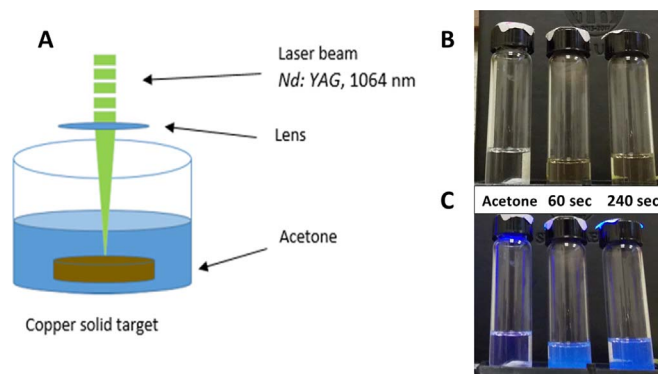 A
Laser beam
Nd: YAG, 1064 nm
Lens
Acetone
Copper solid target
B
C
Acetone 60 sec 240 sec